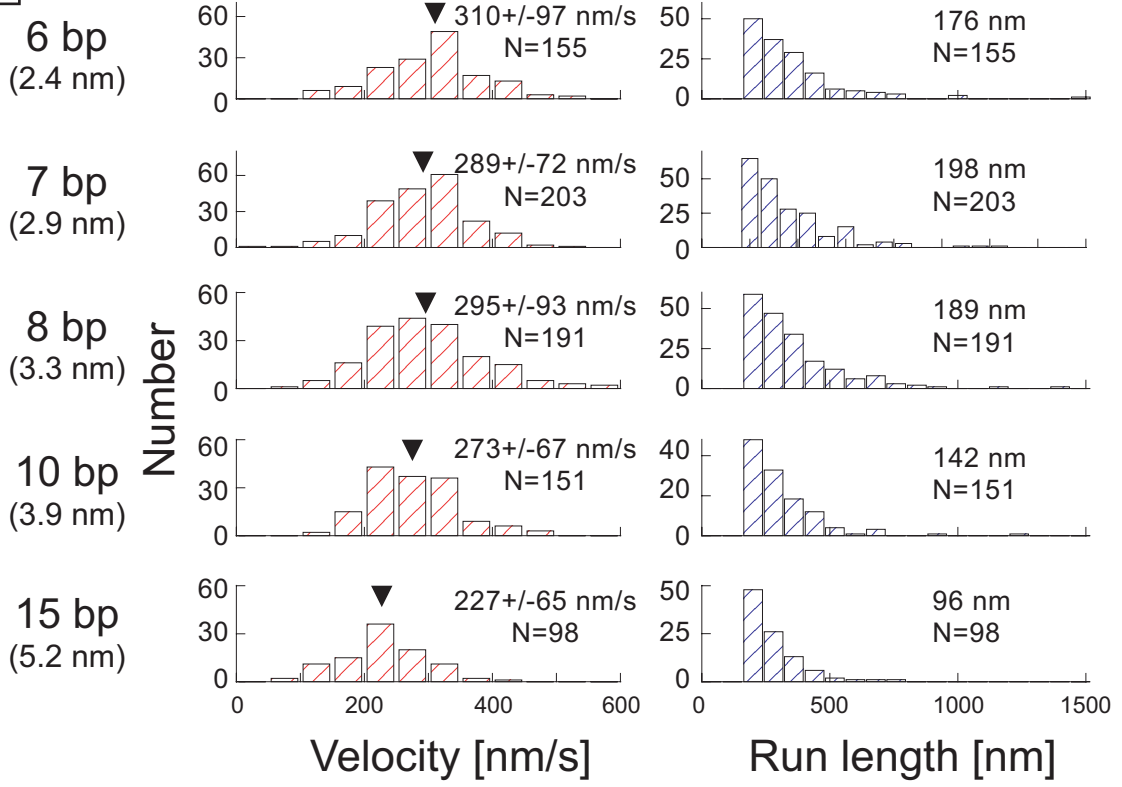 6 bp
(2.4 nm)
60
30
0
310+/-97 nm/s
N=155
50
25
0
176 nm
N=155
7 bp
(2.9 nm)
60
30
0
289+/-72 nm/s
N=203
50
25
0
198 nm
N=203
8 bp
(3.3 nm)
60
30
0
295+/-93 nm/s
N=191
50
25
0
189 nm
N=191
10 bp
(3.9 nm)
60
30
0
273+/-67 nm/s
N=151
40
20
0
142 nm
N=151
15 bp
(5.2 nm)
60
30
0
227+/-65 nm/s
N=98
50
25
0
96 nm
N=98
Number
0 200 400 600
0 500 1000 1500
Velocity [nm/s]
Run length [nm]